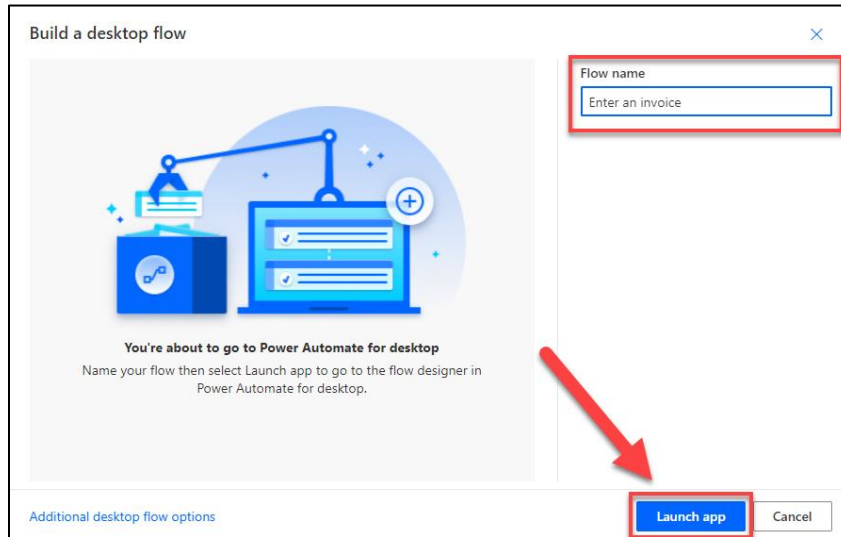 Build a desktop flow
Flow name
Enter an invoice
You're about to go to Power Automate for desktop
Name your flow then select Launch app to go to the flow designer in
Power Automate for desktop.
Additional desktop flow options
Launch app
Cancel